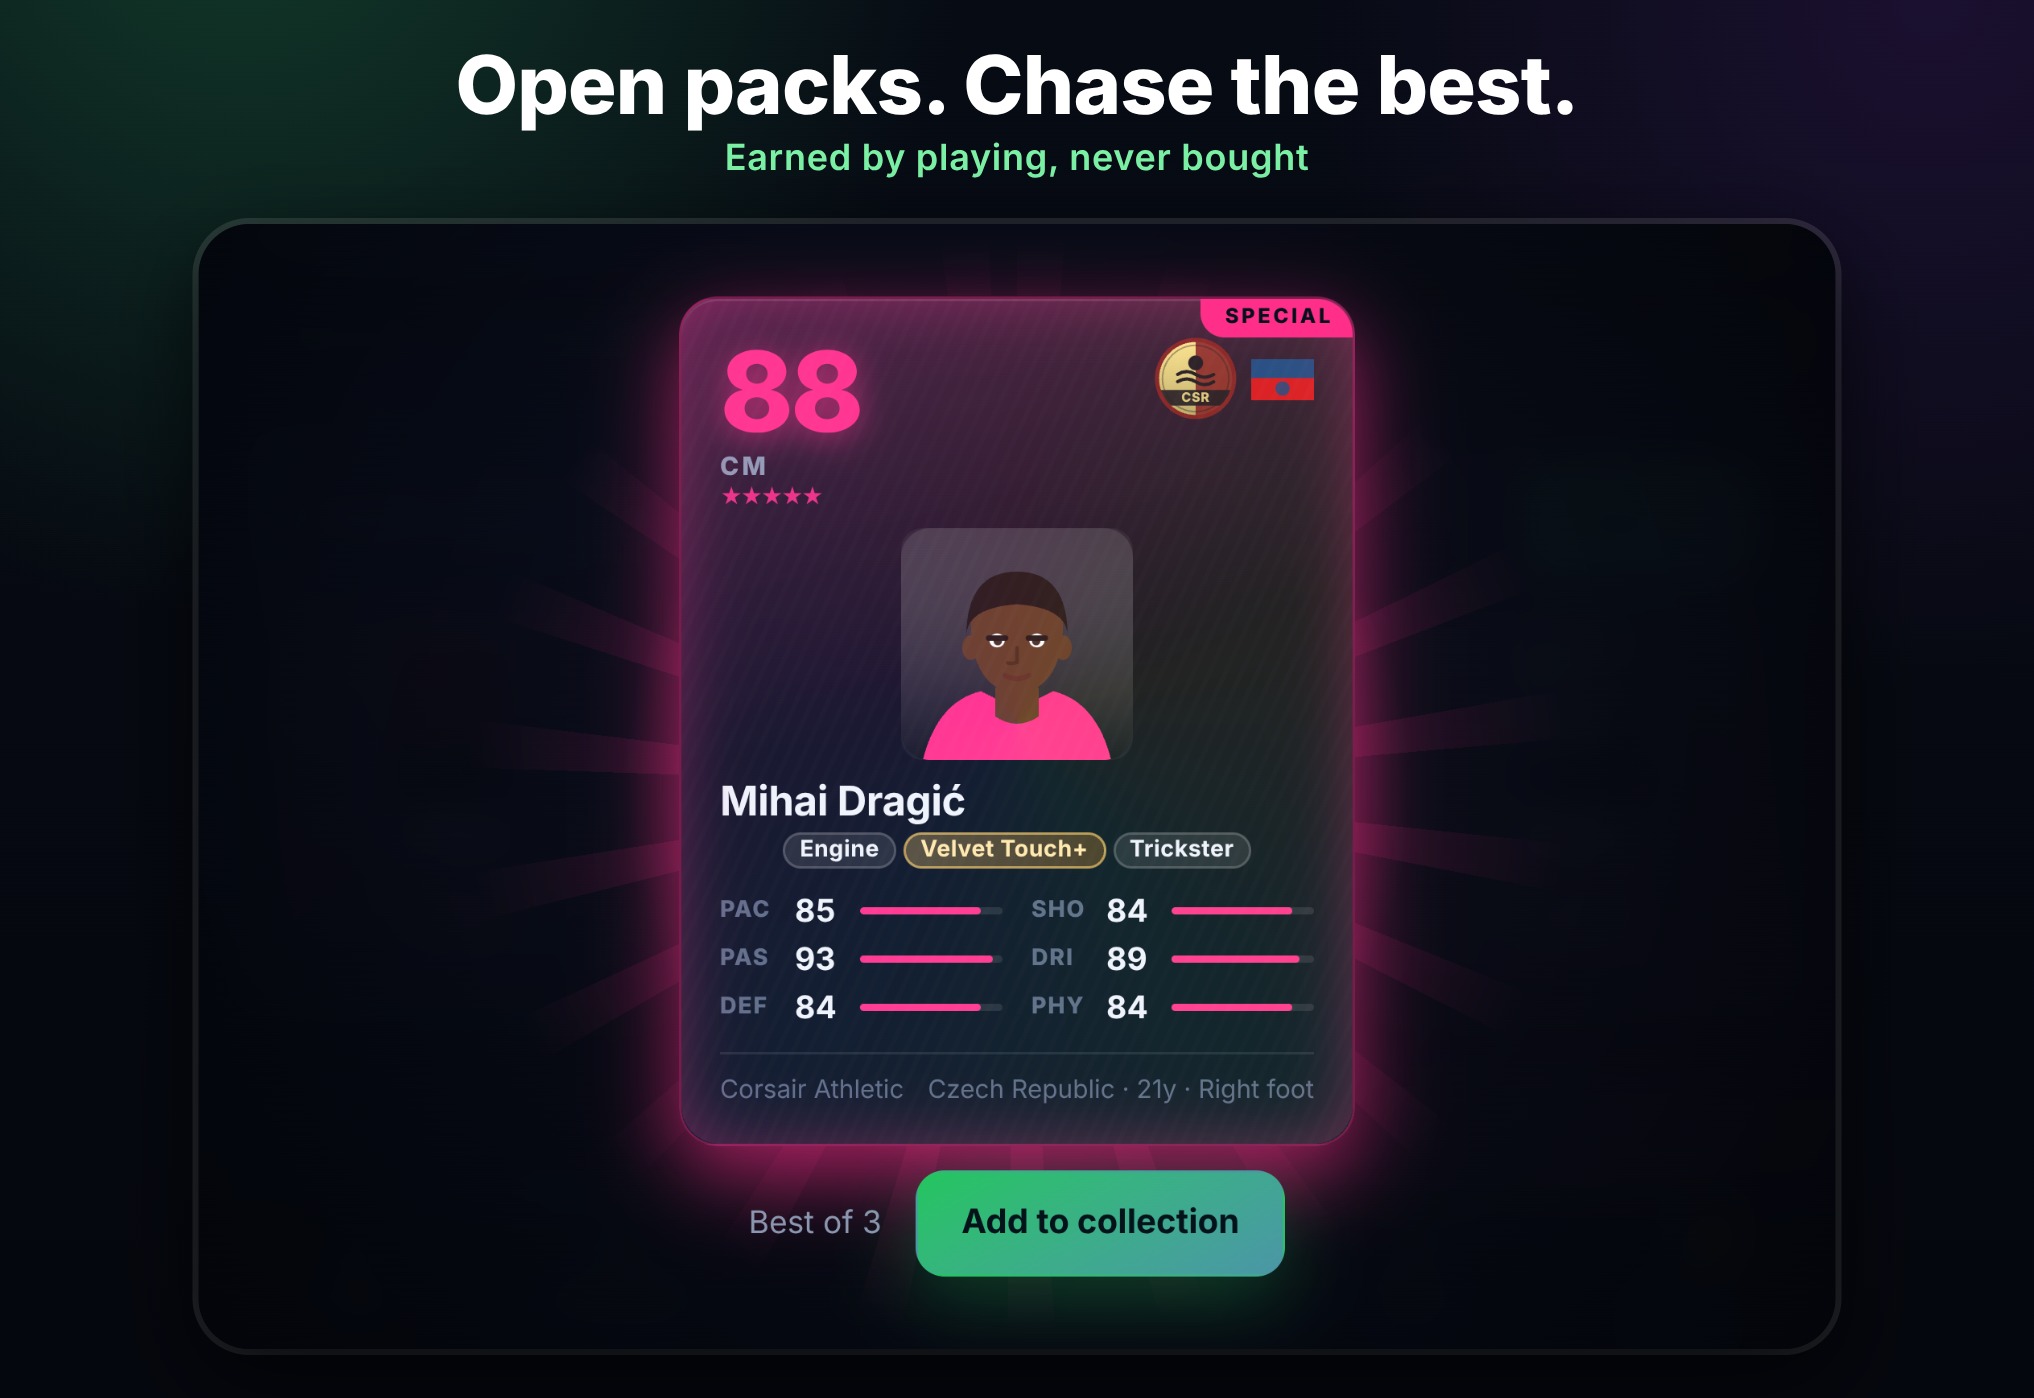 Open packs. Chase the best.
Earned by playing, never bought
SPECIAL
88
CSR
CM
★★★★★
Mihai Dragić
Engine Velvet Touch+ Trickster
PAC 85 SHO 84
PAS 93 DRI 89
DEF 84 PHY 84
Corsair Athletic Czech Republic · 21y · Right foot
Best of 3 Add to collection